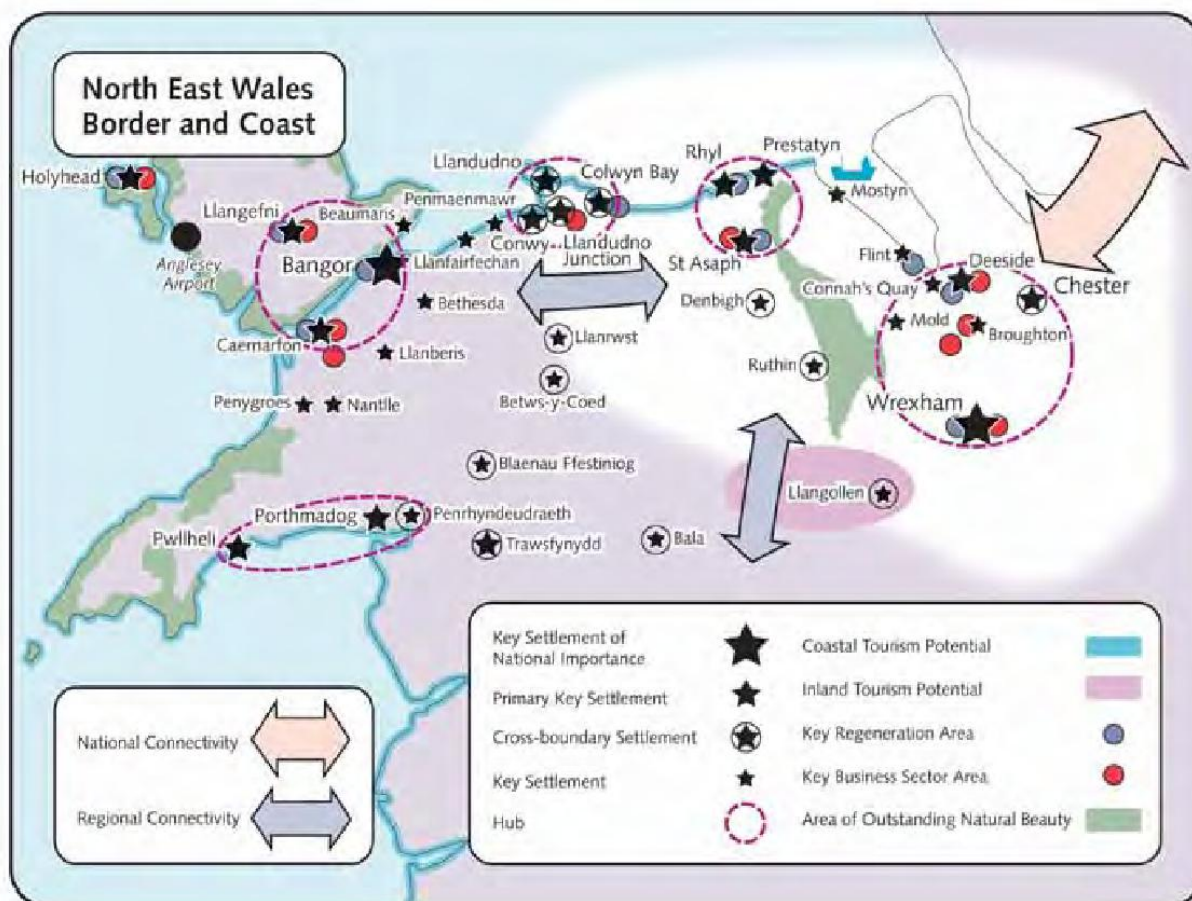 North East Wales
Border and Coast
Holyhead
Llangefni
Beaumaris
Penmaenmawr
Llandudno
Colwyn Bay
Rhyl
Prestatyn
Mostyn
Anglesey
Airport
Bangor
Llanfairfechan
Conwy
Llandudno
Junction
St Asaph
Flint
Deeside
Connah's Quay
Chester
Bethesda
Denbigh
Mold
Broughton
Caernarfon
Llanberis
Llanrwst
Ruthin
Penygroes
Nantlle
Betws-y-Coed
Wrexham
Blaenau Ffestiniog
Llangollen
Porthmadog
Penrhyndeudraeth
Pwllheli
Trawsfynydd
Bala
Key Settlement of
National Importance
Primary Key Settlement
Cross-boundary Settlement
Key Settlement
Hub
Coastal Tourism Potential
Inland Tourism Potential
Key Regeneration Area
Key Business Sector Area
Area of Outstanding Natural Beauty
National Connectivity
Regional Connectivity